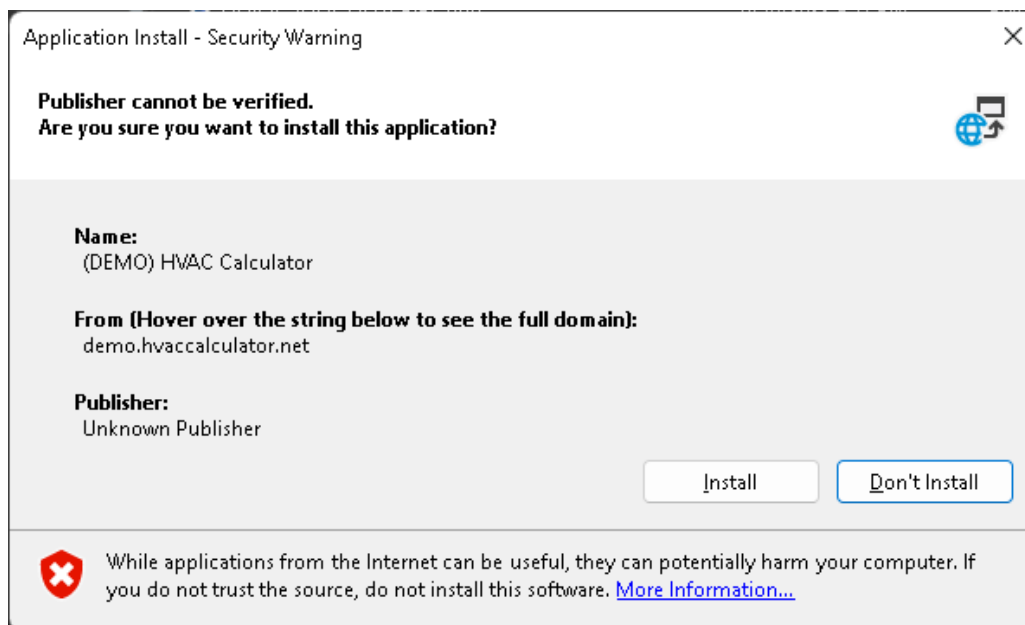 Application Install - Security Warning
Publisher cannot be verified.
Are you sure you want to install this application?
Name:
(DEMO) HVAC Calculator
From (Hover over the string below to see the full domain):
demo.hvaccalculator.net
Publisher:
Unknown Publisher
Install
Don't Install
While applications from the Internet can be useful, they can potentially harm your computer. If
you do not trust the source, do not install this software. More Information...